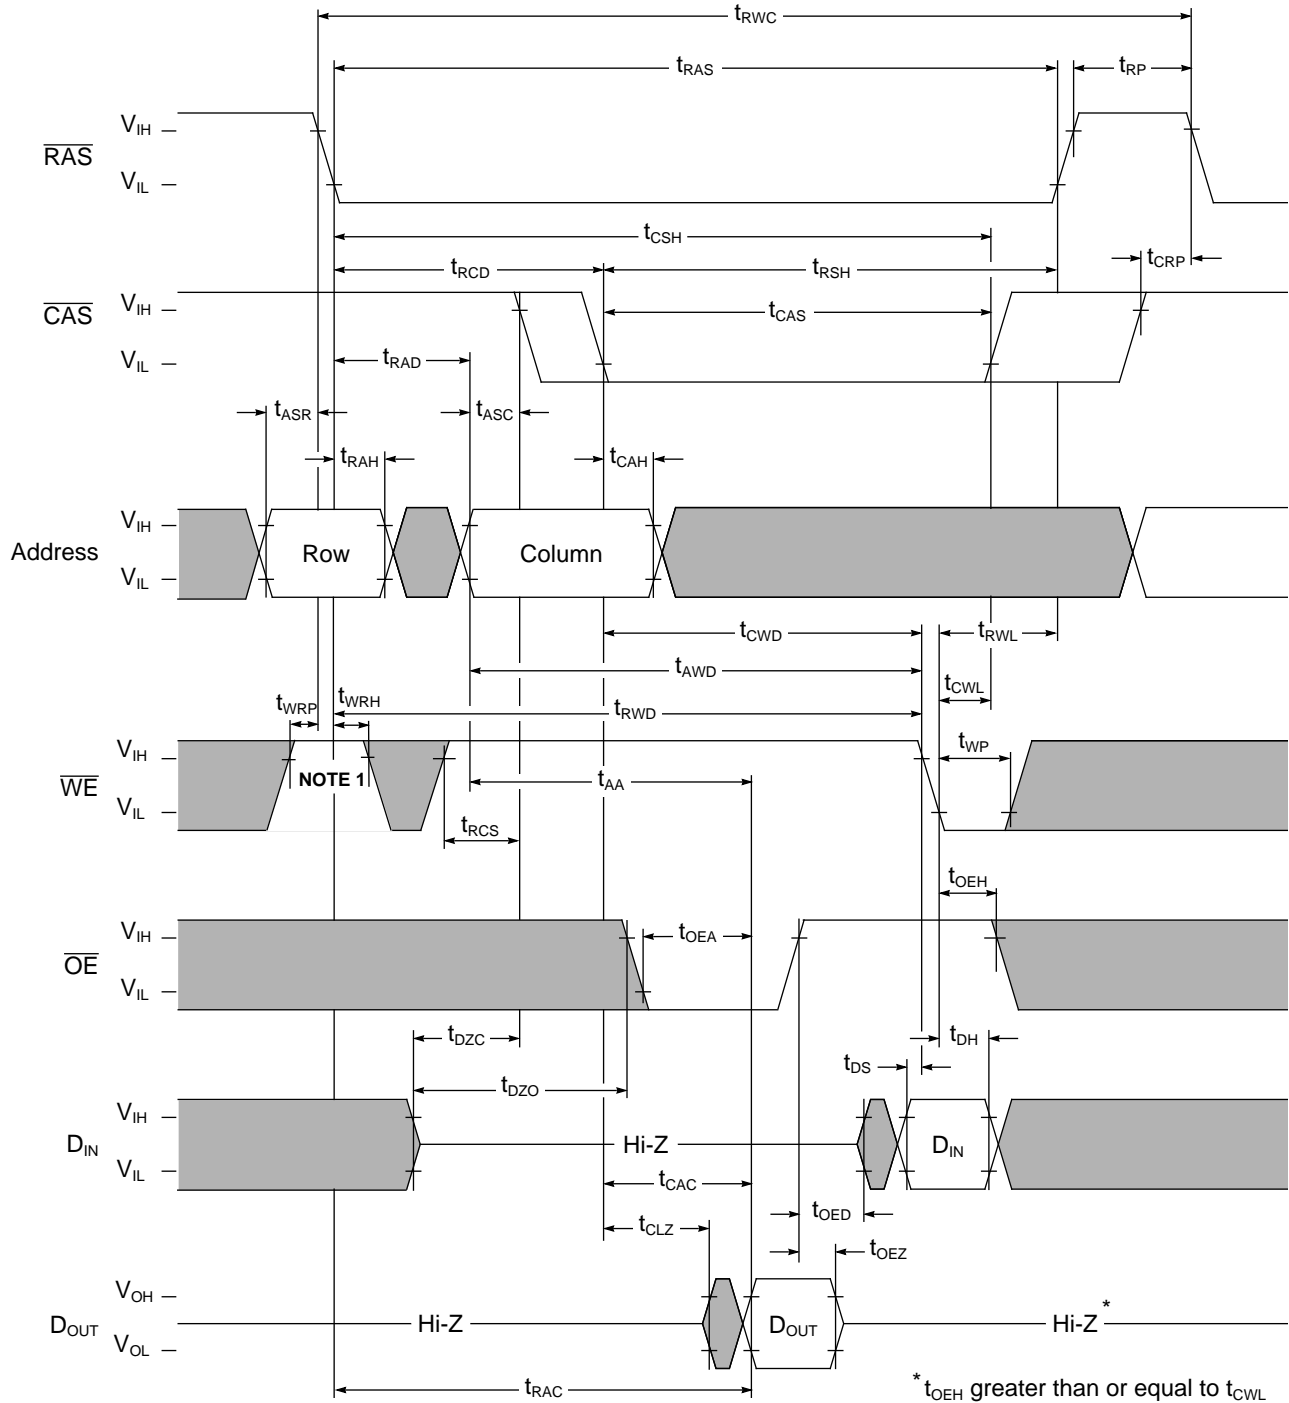 tRWC
tRAS
tRP
VIH
RAS
VIL
tCSH
tRCD
tRSH
tCRP
VIH
CAS
tCAS
VIL
tRAD
tASR
tASC
tRAH
tCAH
VIH
Address
Row
Column
VIL
tCWD
tRWL
tAWD
tCWL
tWRP
tWRH
tRWD
VIH
tWP
WE
NOTE 1
tAA
VIL
tRCS
tOEH
VIH
tOEA
OE
VIL
tDZC
tDH
tDS
tDZO
VIH
DIN
Hi-Z
DIN
VIL
tCAC
tOED
tCLZ
tOEZ
VOH
DOUT
Hi-Z
DOUT
Hi-Z*
VOL
tRAC
*tOEH greater than or equal to tCWL